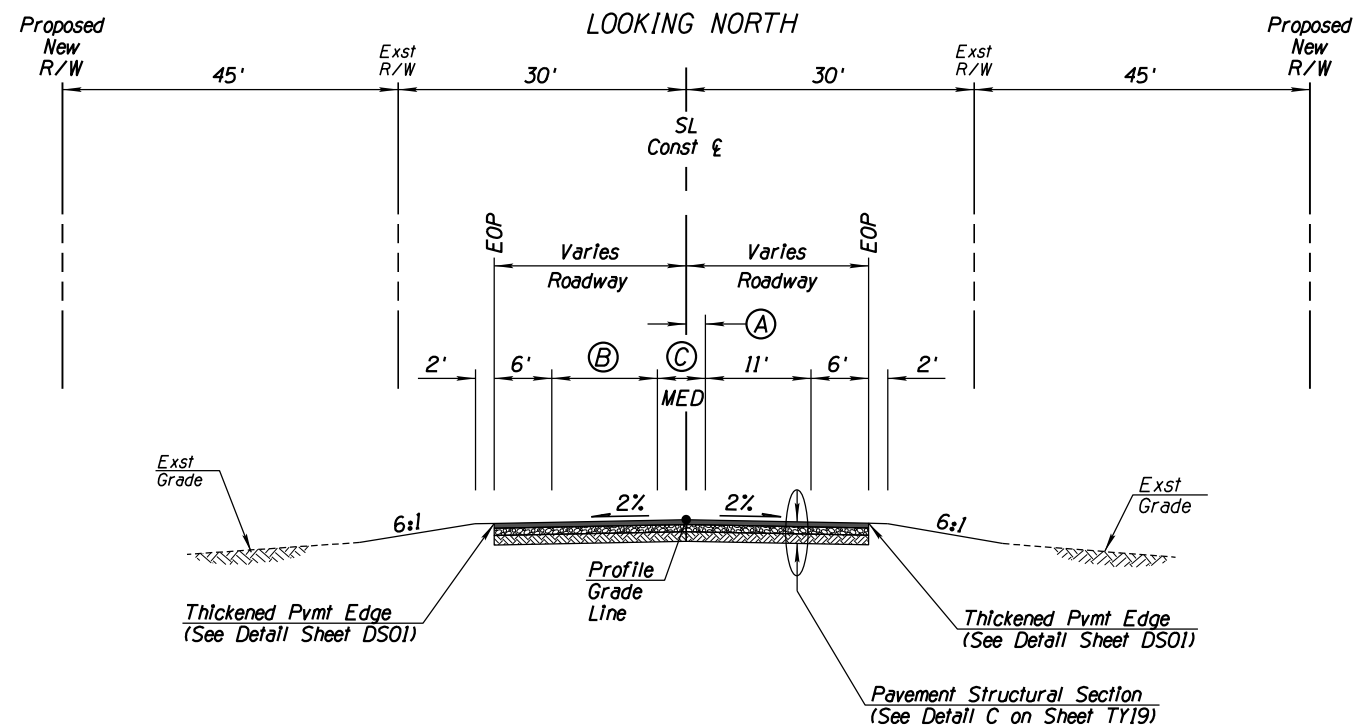 LOOKING NORTH
Proposed
New
R/W
Exst
R/W
Exst
R/W
Proposed
New
R/W
45'
30'
30'
45'
SL
Const ℄
EOP
EOP
Varies
Roadway
Varies
Roadway
A
2'
6'
B
C
11'
6'
2'
MED
Exst
Grade
Exst
Grade
6:1
2%
2%
6:1
Profile
Grade
Line
Thickened Pvmt Edge
(See Detail Sheet DS01)
Thickened Pvmt Edge
(See Detail Sheet DS01)
Pavement Structural Section
(See Detail C on Sheet TY19)